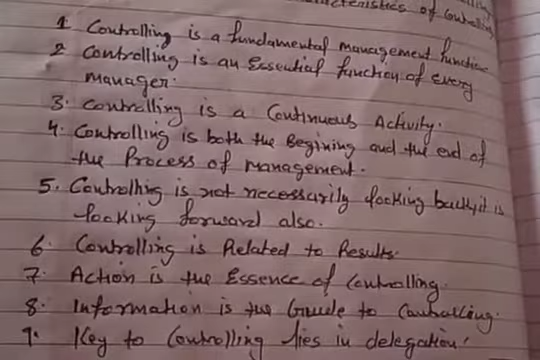 characteristics of Controlling
1 Controlling is a fundamental management function
2 Controlling is an Essential function of every
manager.
3. Controlling is a Continuous Activity.
4. Controlling is both the Begining and the end of
the Process of management.
5. Controlling is not necessarily looking back, it is
looking forward also.
6 Controlling is Related to Results.
7. Action is the Essence of Controlling.
8. Information is the Guide to Controlling.
9. Key to Controlling lies in delegation.